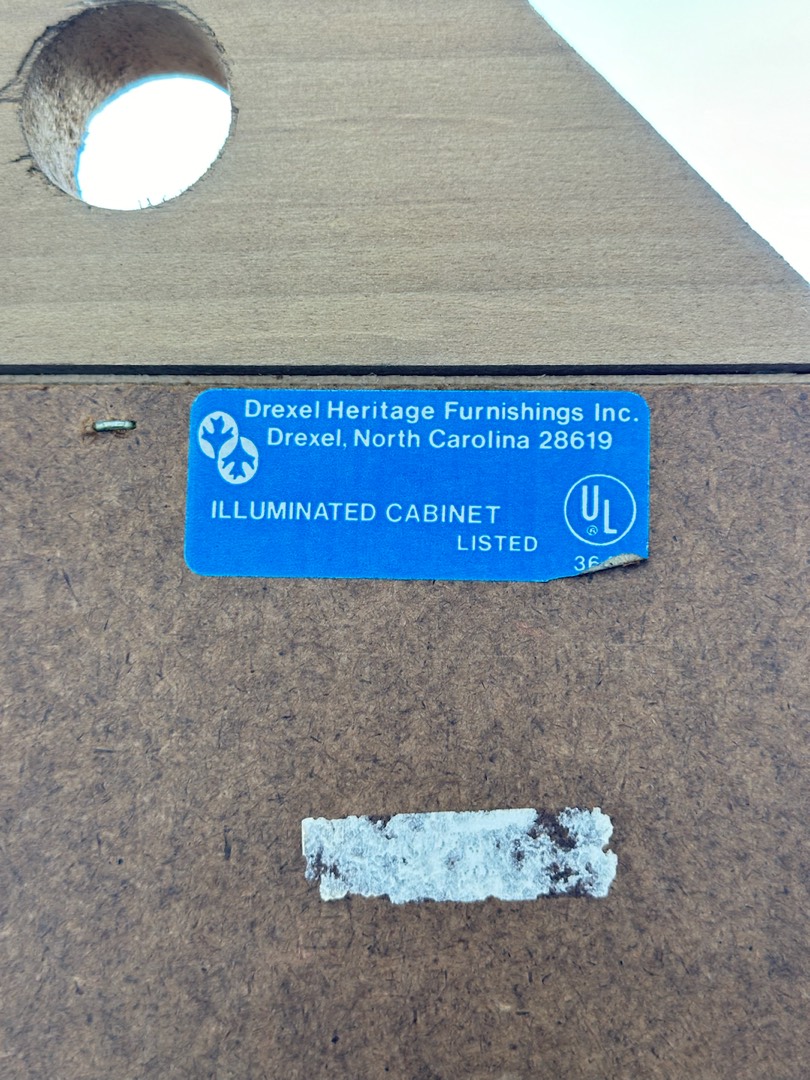 Drexel Heritage Furnishings Inc.
Drexel, North Carolina 28619
ILLUMINATED CABINET
UL
®
LISTED